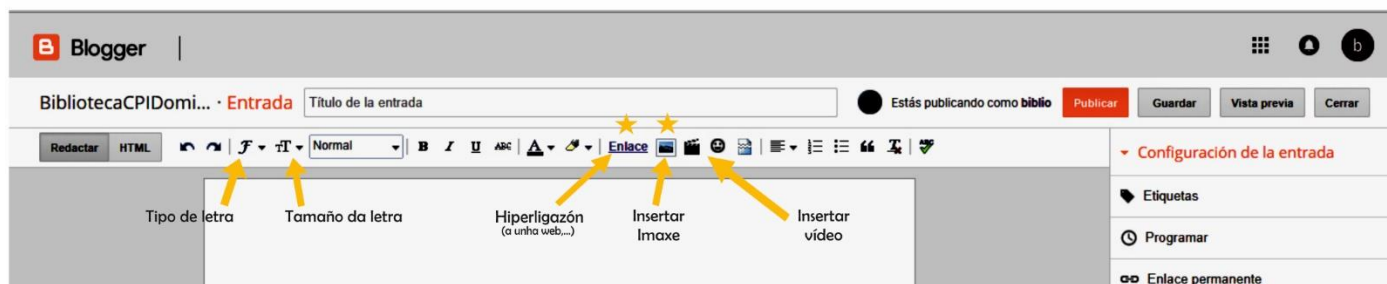 Blogger
b
BibliotecaCPIDomi... · Entrada Título de la entrada Estás publicando como biblio Publicar Guardar Vista previa Cerrar
Redactar HTML Normal B I U ABC A Enlace
Configuración de la entrada
Etiquetas
Tipo de letra Tamaño da letra Hiperligazón Insertar Insertar
(a unha web,...) Imaxe vídeo
Programar
Enlace permanente